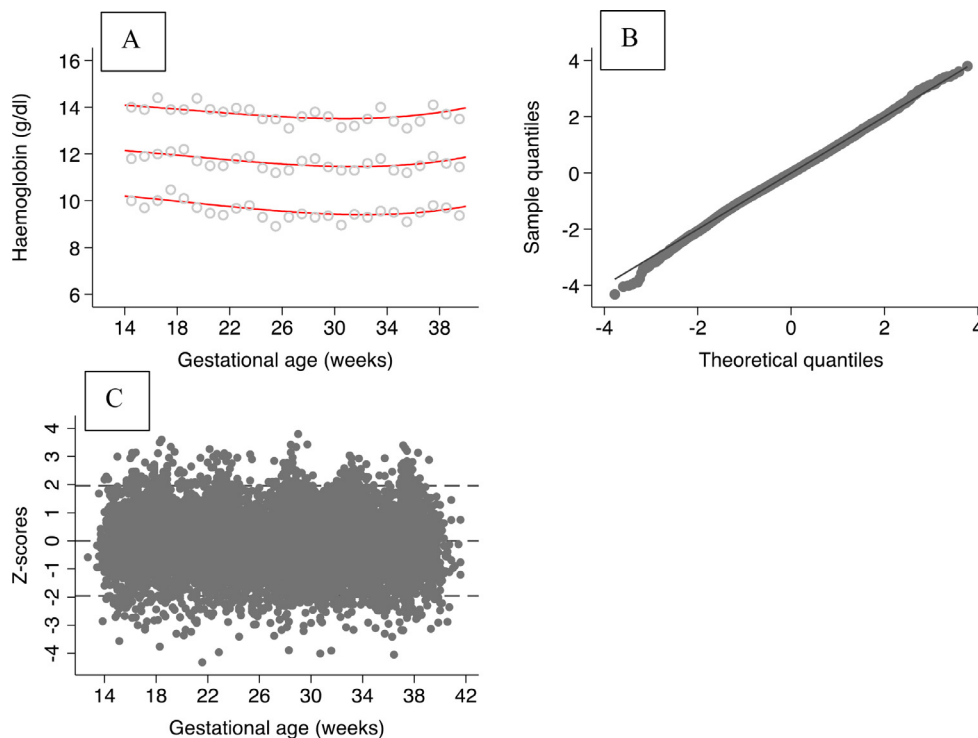 A
Haemoglobin (g/dl)
16
14
12
10
8
6
14 18 22 26 30 34 38
Gestational age (weeks)
B
Sample quantiles
4
2
0
-2
-4
-4 -2 0 2 4
Theoretical quantiles
C
Z-scores
4
3
2
1
0
-1
-2
-3
-4
14 18 22 26 30 34 38 42
Gestational age (weeks)